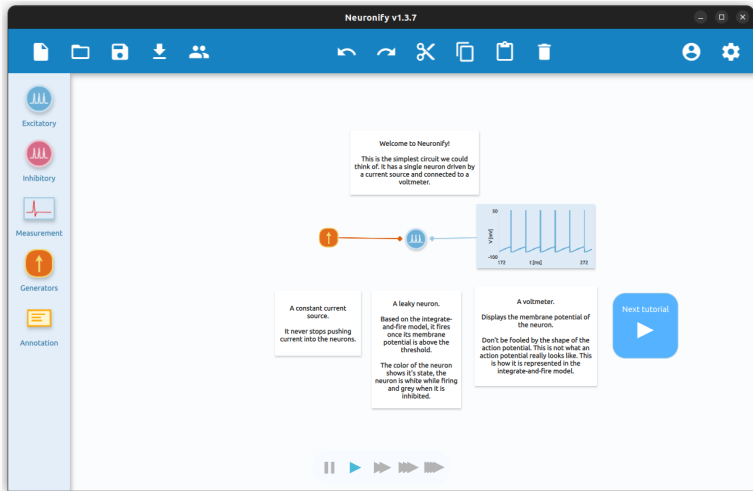 Neuronify v1.3.7
Excitatory
Inhibitory
Measurement
Generators
Annotation
Welcome to Neuronify!
This is the simplest circuit we could
think of. It has a single neuron driven by
a current source and connected to a
voltmeter.
50
V [mV]
-100
172
t [ms]
272
A constant current
source.
It never stops pushing
current into the neurons.
A leaky neuron.
Based on the integrate-
and-fire model, it fires
once its membrane
potential is above the
threshold.
The color of the neuron
shows it's state, the
neuron is white while firing
and grey when it is
inhibited.
A voltmeter.
Displays the membrane potential of
the neuron.
Don't be fooled by the shape of the
action potential. This is not what an
action potential really looks like. This
is how it is represented in the
integrate-and-fire model.
Next tutorial